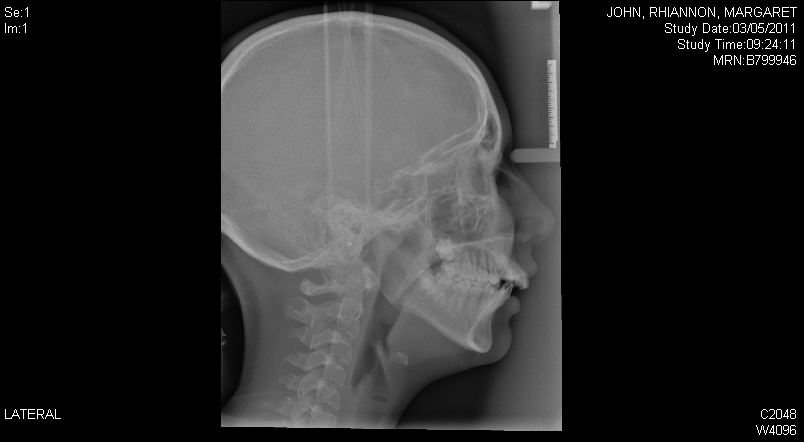 Se:1
Im:1
JOHN, RHIANNON, MARGARET
Study Date:03/05/2011
Study Time:09:24:11
MRN:B799946
LATERAL
C2048
W4096